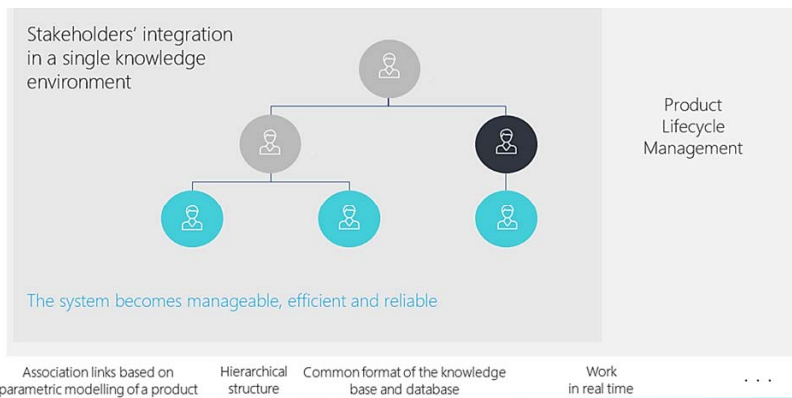 Stakeholders' integration
in a single knowledge
environment
Product
Lifecycle
Management
The system becomes manageable, efficient and reliable
Association links based on
parametric modelling of a product
Hierarchical
structure
Common format of the knowledge
base and database
Work
in real time
. . .